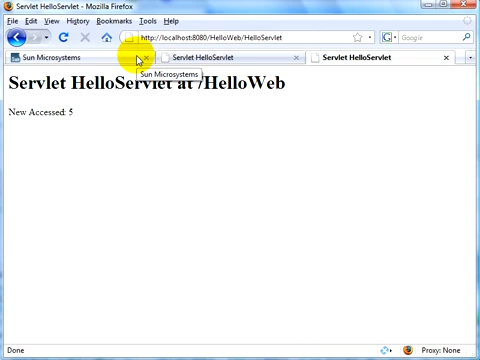 Servlet HelloServlet - Mozilla Firefox
File Edit View History Bookmarks Tools Help
http://localhost:8080/HelloWeb/HelloServlet
Google
Sun Microsystems
Servlet HelloServlet
Servlet HelloServlet
Sun Microsystems
Servlet HelloServlet at /HelloWeb
New Accessed: 5
Done
Proxy: None